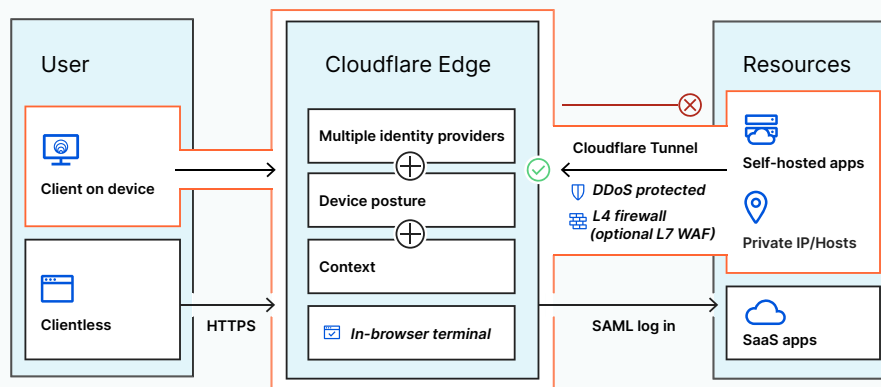 User
Client on device
Clientless
HTTPS
Cloudflare Edge
Multiple identity providers
Device posture
Context
In-browser terminal
Cloudflare Tunnel
DDoS protected
L4 firewall
(optional L7 WAF)
SAML log in
Resources
Self-hosted apps
Private IP/Hosts
SaaS apps